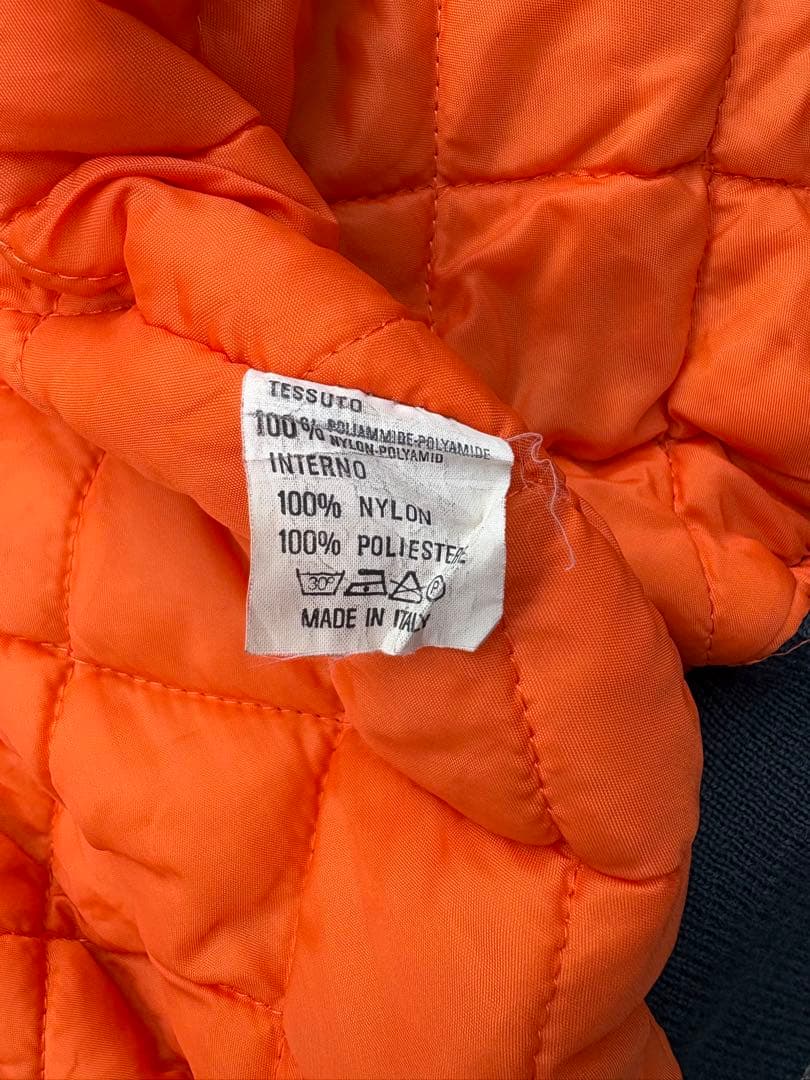 TESSUTO
100% POLIAMMIDE-POLYAMIDE
NYLON-POLYAMID
INTERNO
100% NYLON
100% POLIESTERE
30° P
MADE IN ITALY